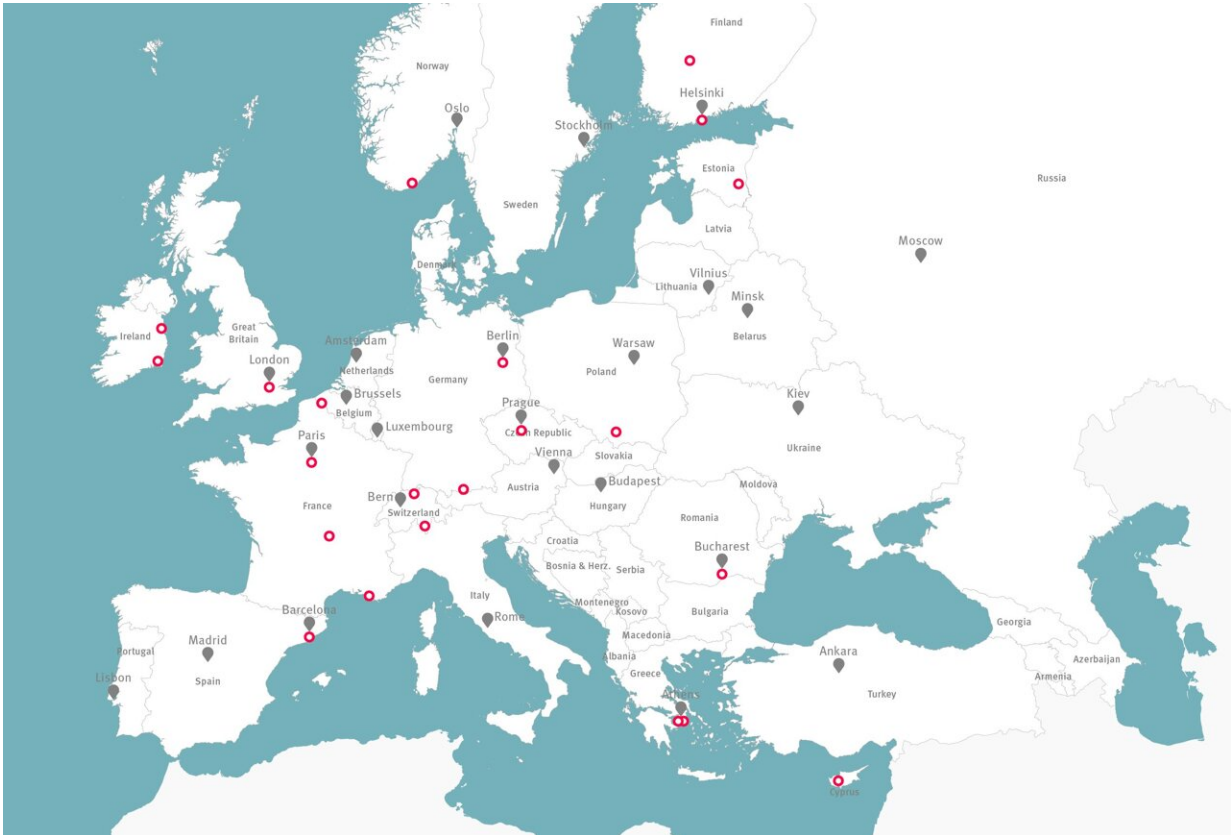 Finland
Norway
Helsinki
Oslo
Stockholm
Estonia
Russia
Sweden
Latvia
Moscow
Denmark
Vilnius
Lithuania
Minsk
Great
Britain
Ireland
Belarus
Berlin
Amsterdam
Warsaw
London
Netherlands
Germany
Poland
Brussels
Kiev
Prague
Belgium
Luxembourg
Czech Republic
Paris
Ukraine
Vienna
Slovakia
Budapest
Moldova
Austria
Bern
France
Switzerland
Hungary
Romania
Croatia
Bucharest
Bosnia & Herz.
Serbia
Italy
Montenegro
Barcelona
Kosovo
Bulgaria
Rome
Georgia
Macedonia
Madrid
Portugal
Ankara
Albania
Azerbaijan
Greece
Armenia
Lisbon
Spain
Athens
Turkey
Cyprus